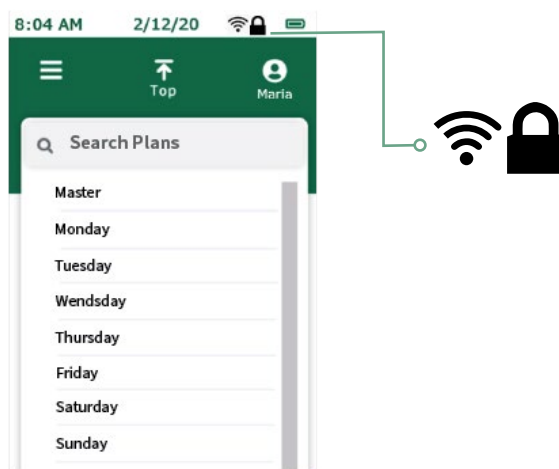 8:04 AM 2/12/20
Top
Maria
Search Plans
Master
Monday
Tuesday
Wendsday
Thursday
Friday
Saturday
Sunday